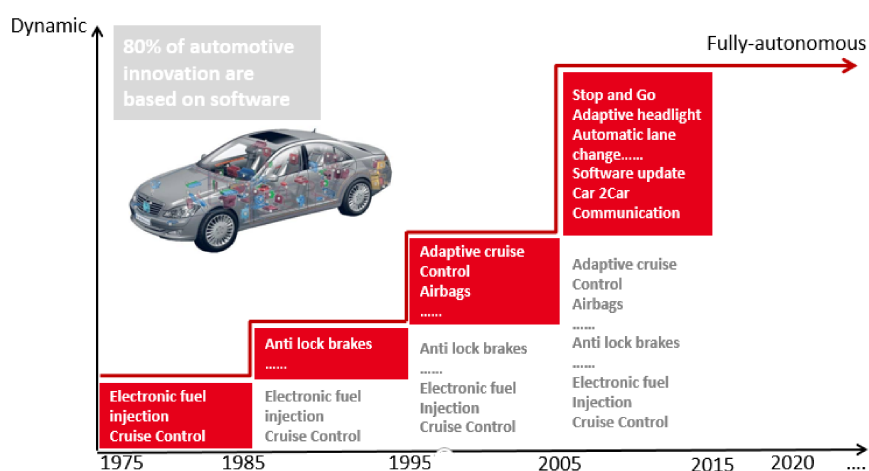 Dynamic
80% of automotive
innovation are
based on software
Fully-autonomous
Stop and Go
Adaptive headlight
Automatic lane
change......
Software update
Car 2Car
Communication
Adaptive cruise
Control
Airbags
......
Adaptive cruise
Control
Airbags
......
Anti lock brakes
......
Electronic fuel
Injection
Cruise Control
Anti lock brakes
......
Anti lock brakes
......
Electronic fuel
Injection
Cruise Control
Electronic fuel
injection
Cruise Control
Electronic fuel
injection
Cruise Control
1975
1985
1995
2005
2015
2020
....